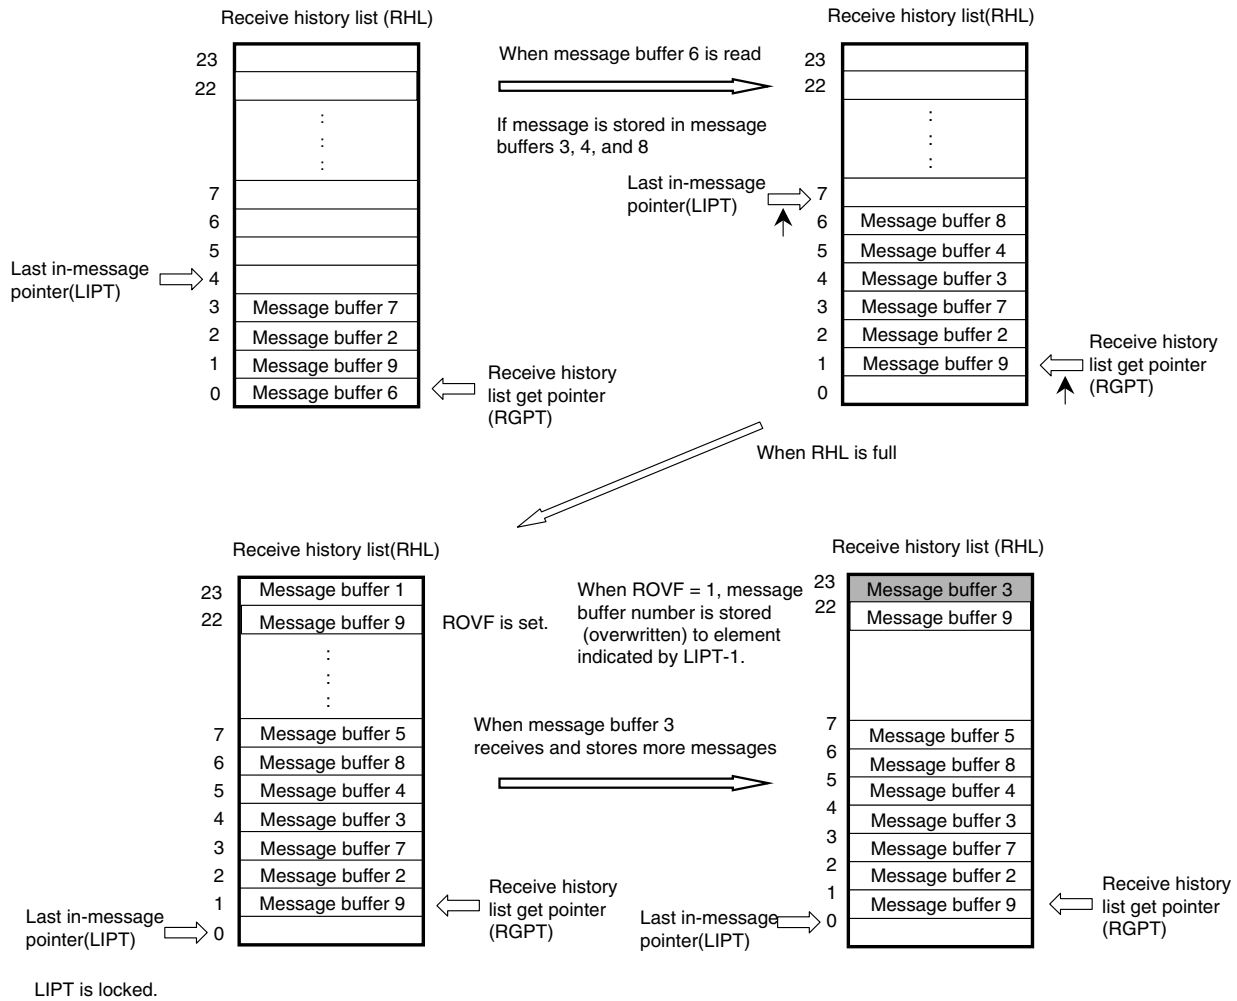 Receive history list (RHL)
23
22
:
:
7
6
5
Last in-message
pointer(LIPT)
4
3 Message buffer 7
2 Message buffer 2
1 Message buffer 9
0 Message buffer 6
Receive history
list get pointer
(RGPT)
When message buffer 6 is read
If message is stored in message
buffers 3, 4, and 8
Receive history list(RHL)
23
22
:
:
Last in-message
pointer(LIPT)
7
6 Message buffer 8
5 Message buffer 4
4 Message buffer 3
3 Message buffer 7
2 Message buffer 2
1 Message buffer 9
0
Receive history
list get pointer
(RGPT)
When RHL is full
Receive history list(RHL)
23 Message buffer 1
22 Message buffer 9
:
:
7 Message buffer 5
6 Message buffer 8
5 Message buffer 4
4 Message buffer 3
3 Message buffer 7
2 Message buffer 2
1 Message buffer 9
0
Last in-message
pointer(LIPT)
LIPT is locked.
Receive history
list get pointer
(RGPT)
ROVF is set.
When ROVF = 1, message
buffer number is stored
(overwritten) to element
indicated by LIPT-1.
When message buffer 3
receives and stores more messages
Receive history list (RHL)
23 Message buffer 3
22 Message buffer 9
7
Message buffer 5
6
Message buffer 8
5
Message buffer 4
4
Message buffer 3
3
Message buffer 7
2
Message buffer 2
1
Message buffer 9
0
Last in-message
pointer(LIPT)
Receive history
list get pointer
(RGPT)